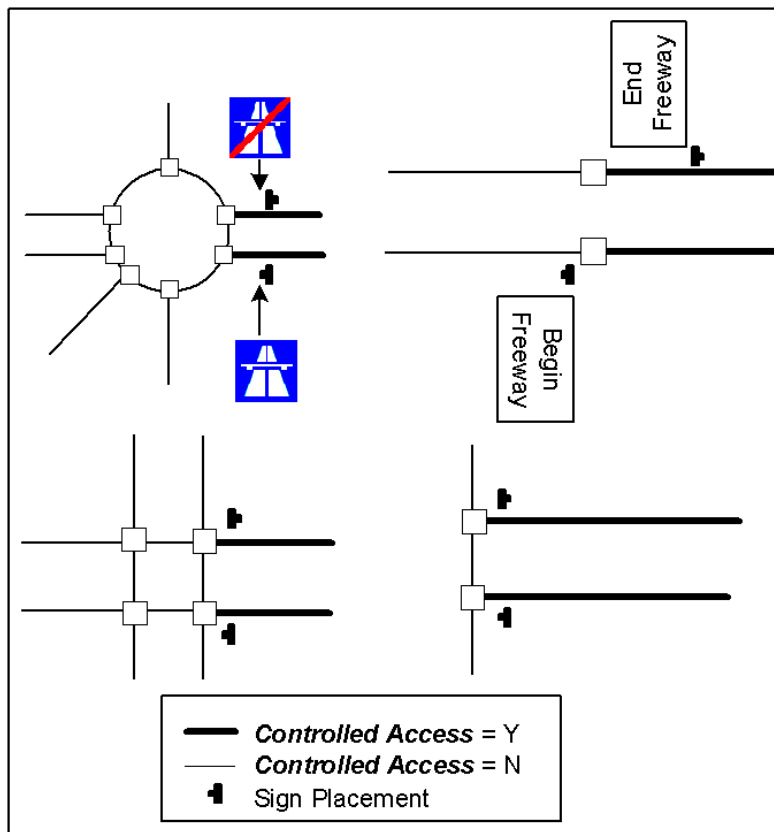 End
Freeway
Begin
Freeway
Controlled Access = Y
Controlled Access = N
Sign Placement